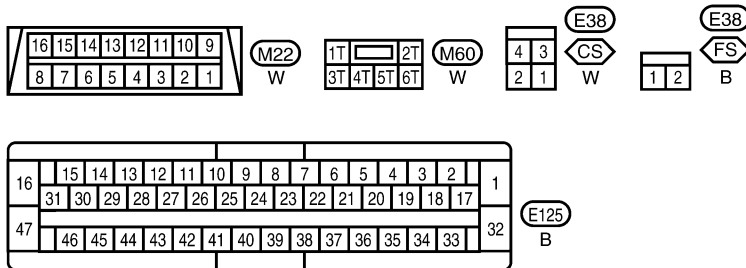 16 15 14 13 12 11 10 9
8 7 6 5 4 3 2 1
M22
W
1T 2T
3T 4T 5T 6T
M60
W
4 3
2 1
E38
CS
W
1 2
E38
FS
B
16 15 14 13 12 11 10 9 8 7 6 5 4 3 2 1
31 30 29 28 27 26 25 24 23 22 21 20 19 18 17
47 46 45 44 43 42 41 40 39 38 37 36 35 34 33 32
E125
B